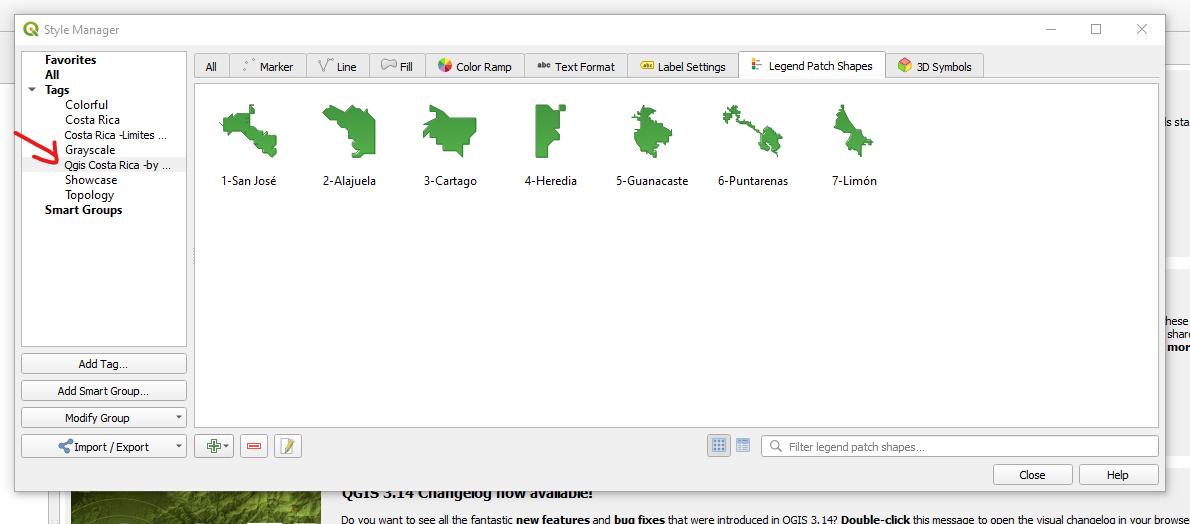 Style Manager
Favorites
All
Tags
Colorful
Costa Rica
Costa Rica -Limites ...
Grayscale
Qgis Costa Rica -by ...
Showcase
Topology
Smart Groups
Add Tag...
Add Smart Group...
Modify Group
Import / Export
All
Marker
Line
Fill
Color Ramp
abc Text Format
abc Label Settings
Legend Patch Shapes
3D Symbols
1-San José
2-Alajuela
3-Cartago
4-Heredia
5-Guanacaste
6-Puntarenas
7-Limón
Filter legend patch shapes...
Close
Help
ls sta
hese
share
mor
QGIS 3.14 Changelog now available!
Do you want to see all the fantastic new features and bug fixes that were introduced in QGIS 3.14? Double-click this message to open the visual changelog in your browse